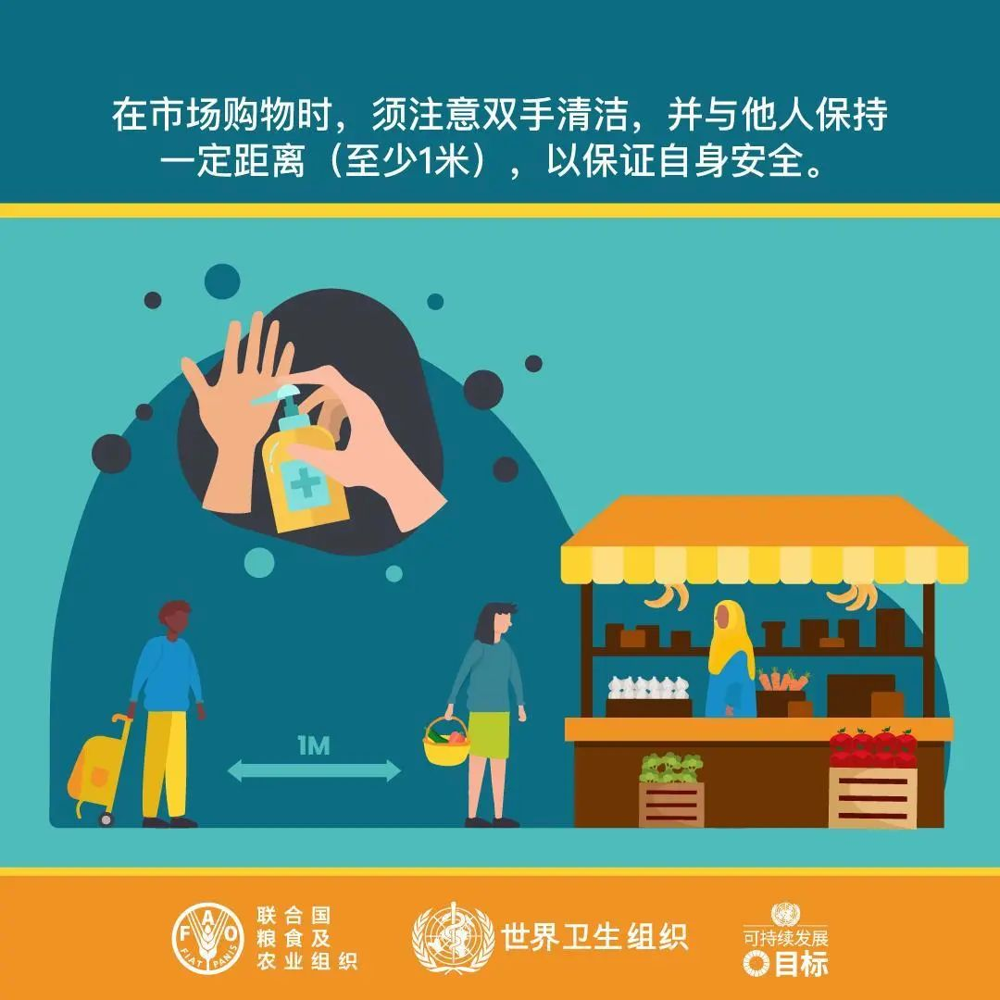 在市场购物时，须注意双手清洁，并与他人保持
一定距离（至少1米），以保证自身安全。
1M
FAO
FIAT PANIS
联合国
粮食及
农业组织
世界卫生组织
可持续发展
目标